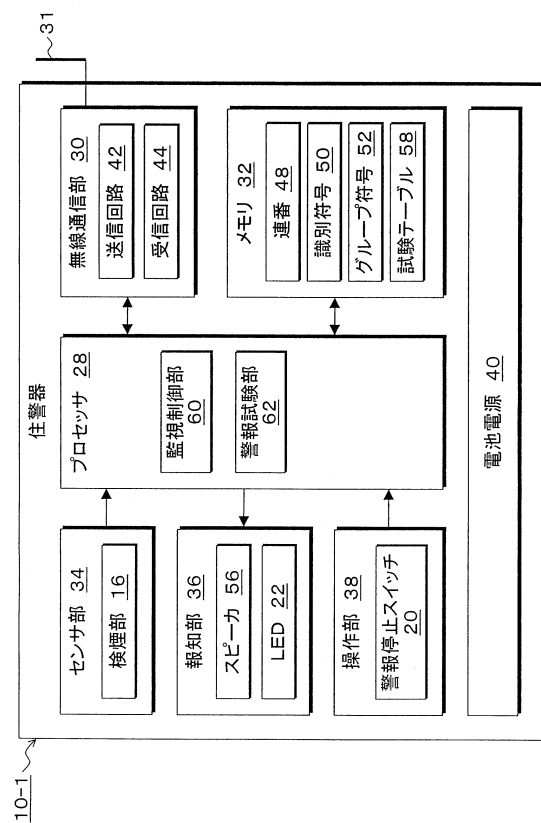 10-1
住警器
31
センサ部 34
検煙部 16
報知部 36
スピーカ 56
LED 22
操作部 38
警報停止スイッチ
20
プロセッサ 28
監視制御部
60
警報試験部
62
無線通信部 30
送信回路 42
受信回路 44
メモリ 32
連番 48
識別符号 50
グループ符号 52
試験テーブル 58
電池電源 40